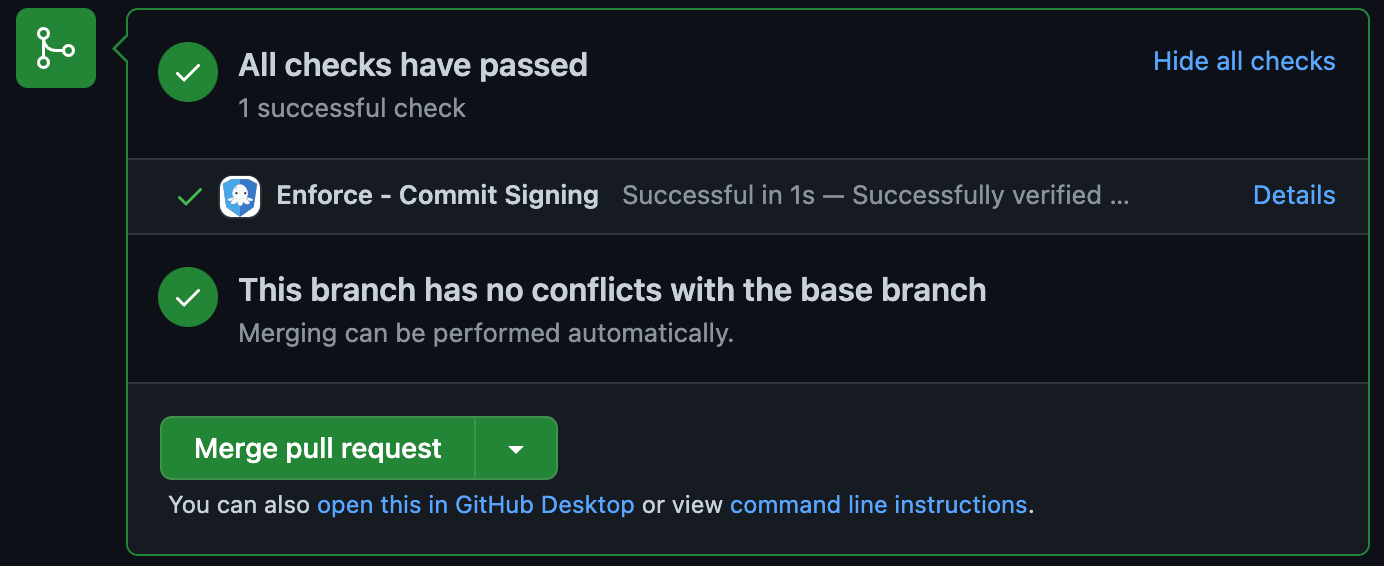 All checks have passed
Hide all checks
1 successful check
Enforce - Commit Signing Successful in 1s — Successfully verified ...
Details
This branch has no conflicts with the base branch
Merging can be performed automatically.
Merge pull request
You can also open this in GitHub Desktop or view command line instructions.